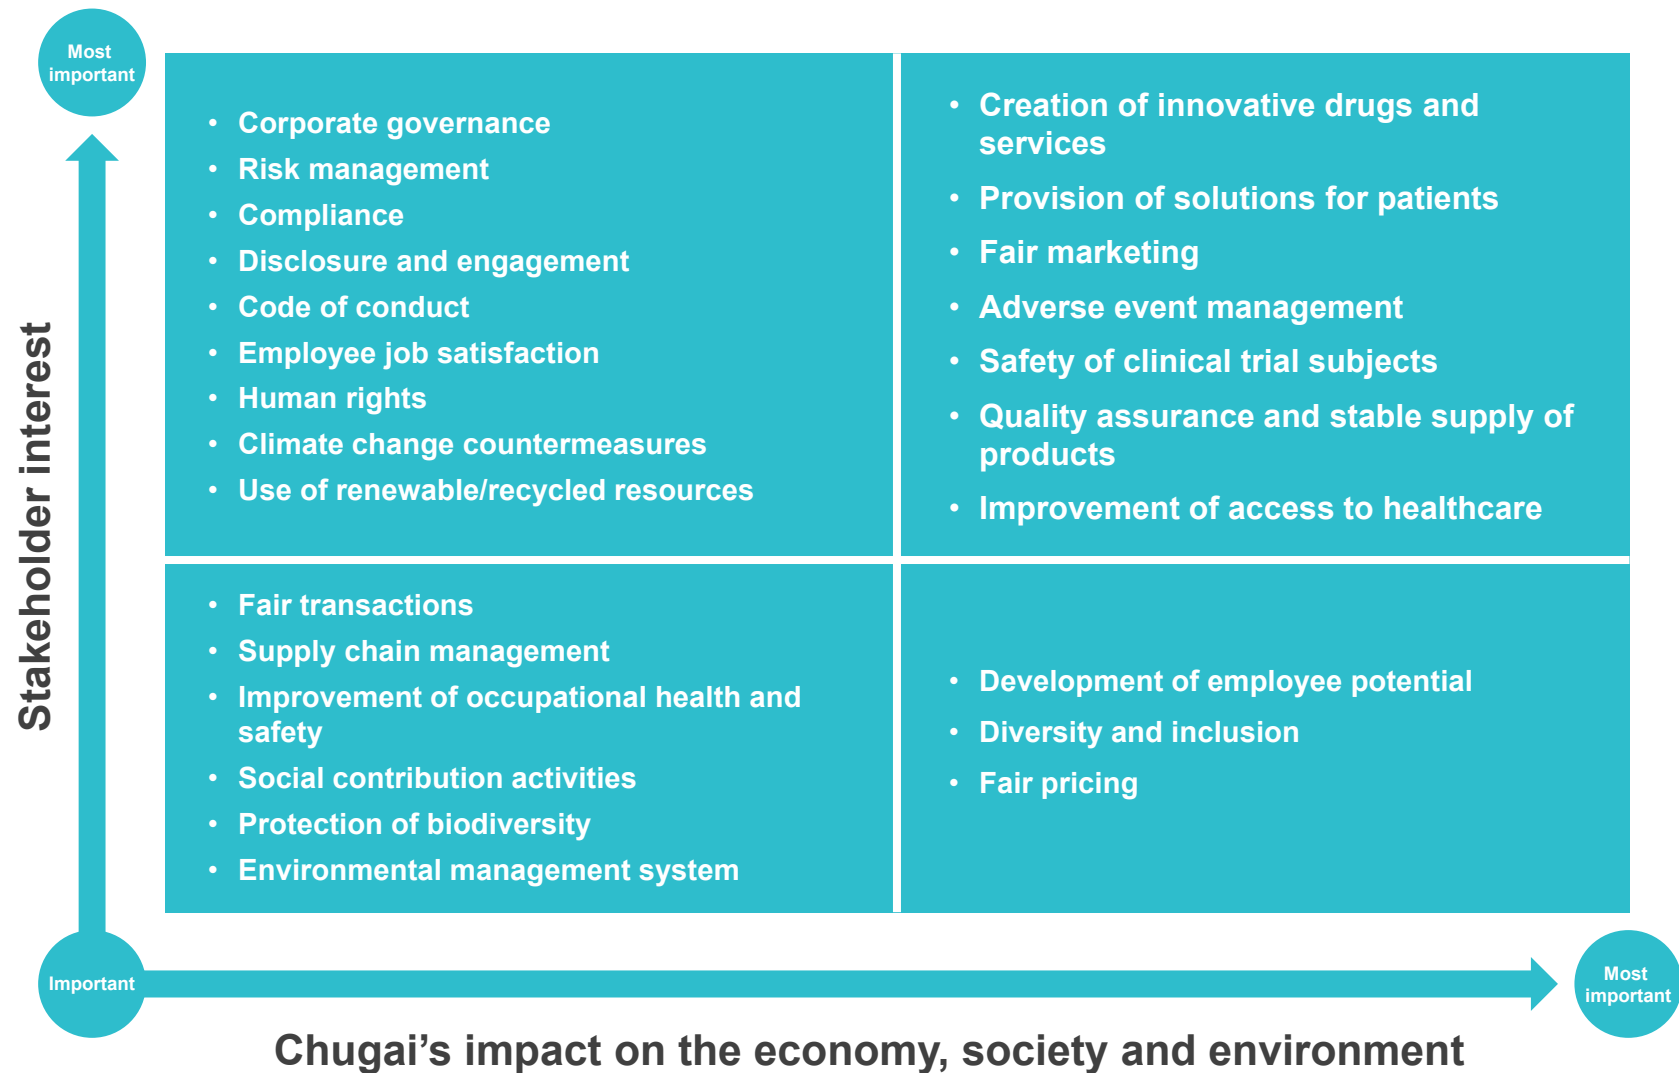 Most
important
• Corporate governance
• Risk management
• Compliance
• Disclosure and engagement
• Code of conduct
• Employee job satisfaction
• Human rights
• Climate change countermeasures
• Use of renewable/recycled resources
• Creation of innovative drugs and
services
• Provision of solutions for patients
• Fair marketing
• Adverse event management
• Safety of clinical trial subjects
• Quality assurance and stable supply of
products
• Improvement of access to healthcare
Stakeholder interest
• Fair transactions
• Supply chain management
• Improvement of occupational health and
safety
• Social contribution activities
• Protection of biodiversity
• Environmental management system
• Development of employee potential
• Diversity and inclusion
• Fair pricing
Important
Most
important
Chugai’s impact on the economy, society and environment